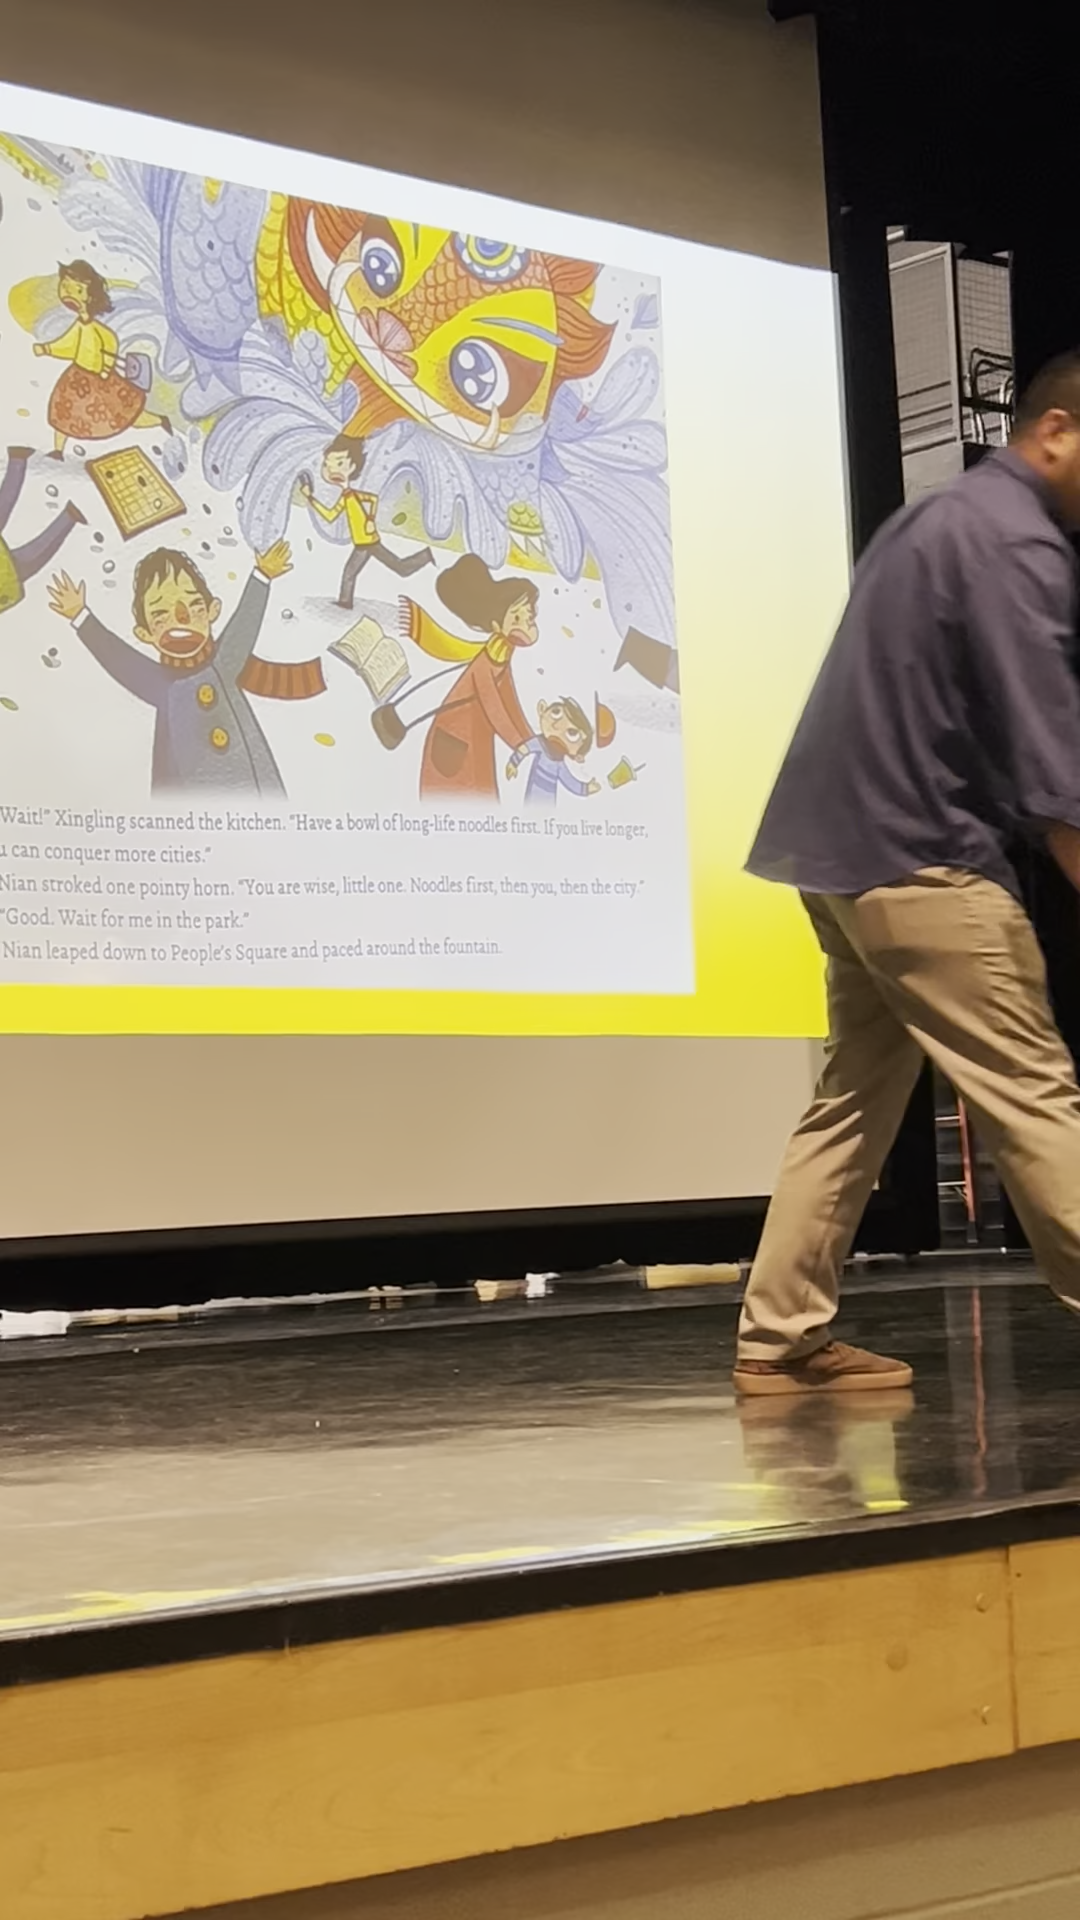 Wait!” Xingling scanned the kitchen. “Have a bowl of long-life noodles first. If you live longer,
u can conquer more cities.”
Nian stroked one pointy horn. “You are wise, little one. Noodles first, then you, then the city.”
“Good. Wait for me in the park.”
Nian leaped down to People’s Square and paced around the fountain.